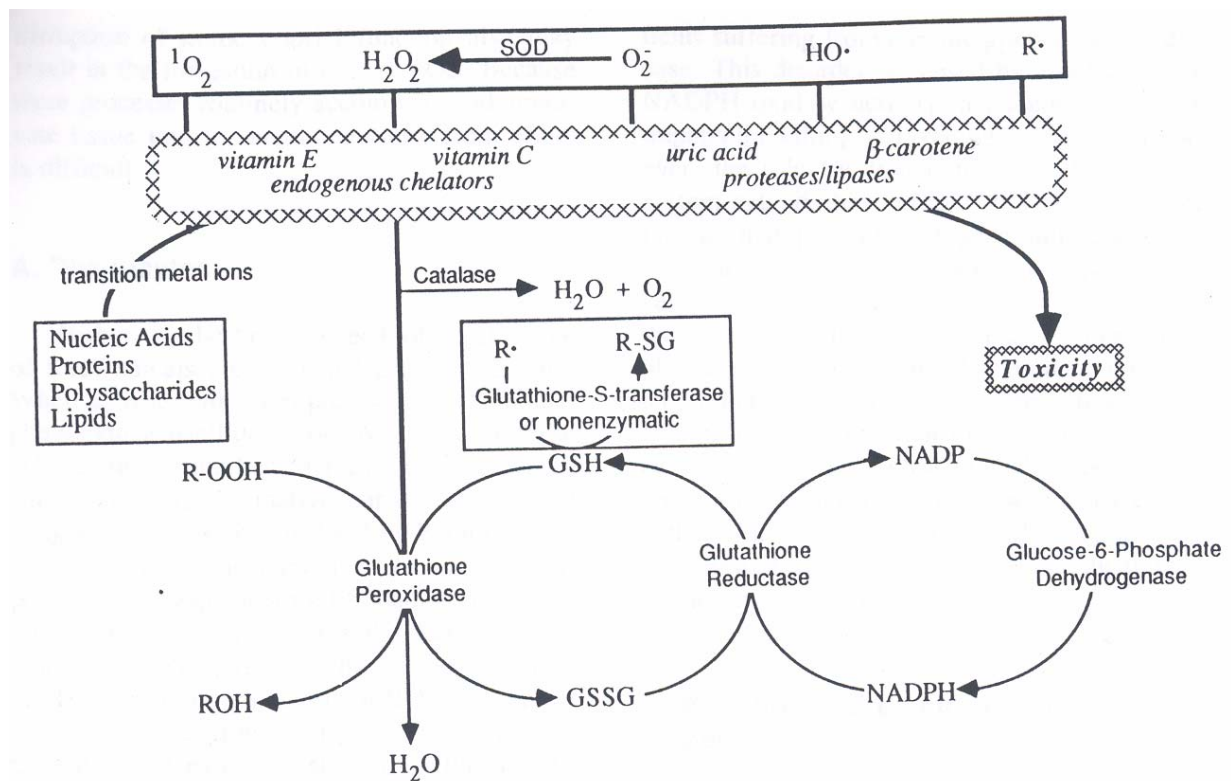 ¹O₂ H₂O₂ SOD O₂⁻ HO· R·
vitamin E vitamin C uric acid β-carotene
endogenous chelators proteases/lipases
transition metal ions
Catalase H₂O + O₂
Nucleic Acids
Proteins
Polysaccharides
Lipids
R· R-SG
Glutathione-S-transferase
or nonenzymatic
Toxicity
R-OOH GSH NADP
Glutathione
Peroxidase
Glutathione
Reductase
Glucose-6-Phosphate
Dehydrogenase
ROH GSSG NADPH
H₂O